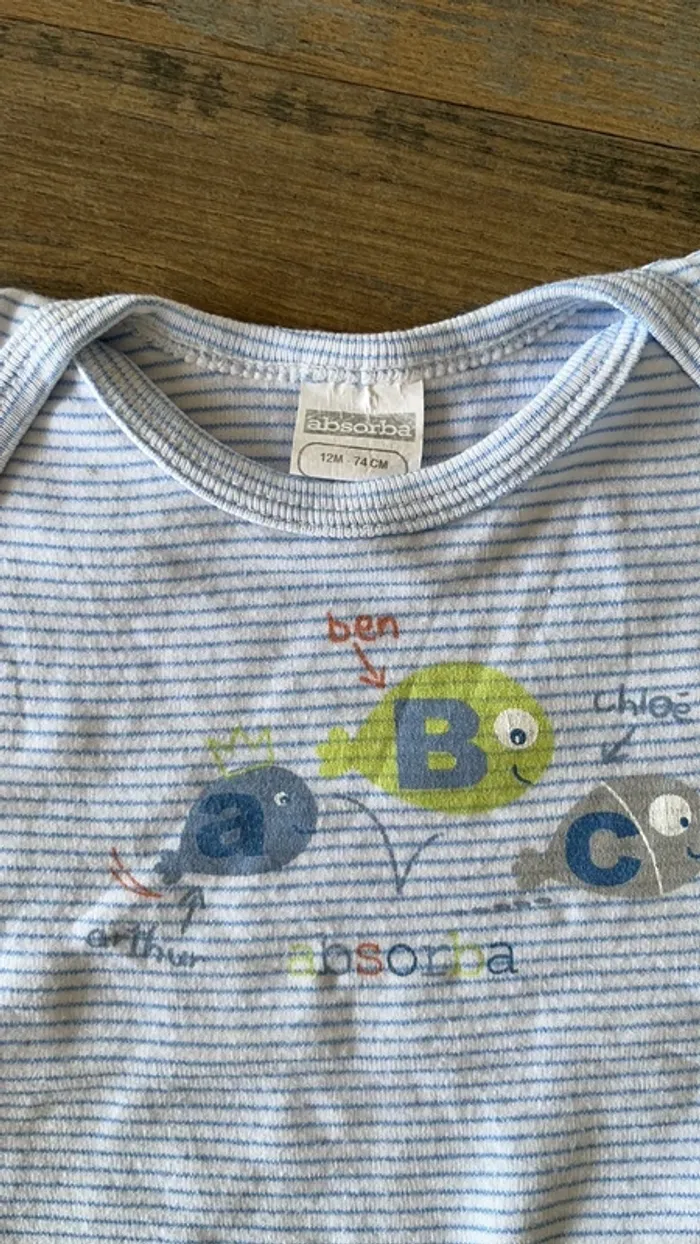 absorba
12M - 74 CM
ben
B
chloé
a
c
arthur
absorba